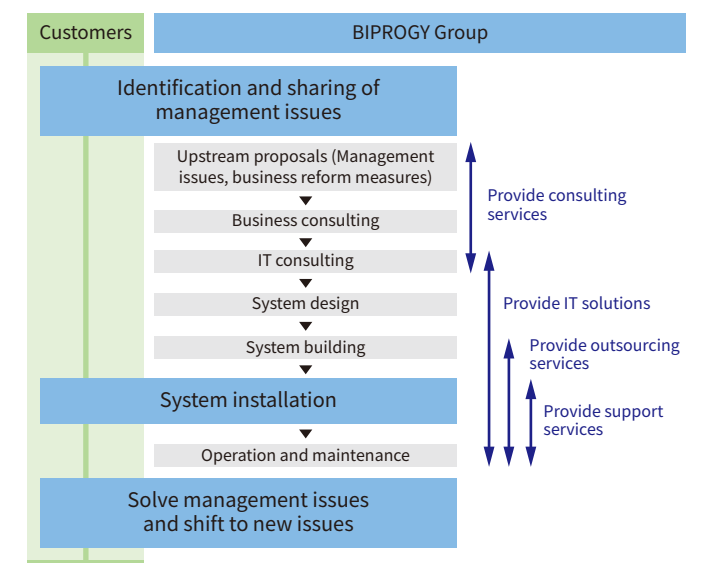 Customers
BIPROGY Group
Identification and sharing of
management issues
Upstream proposals (Management
issues, business reform measures)
Provide consulting
services
Business consulting
IT consulting
System design
Provide IT solutions
System building
Provide outsourcing
services
System installation
Provide support
services
Operation and maintenance
Solve management issues
and shift to new issues